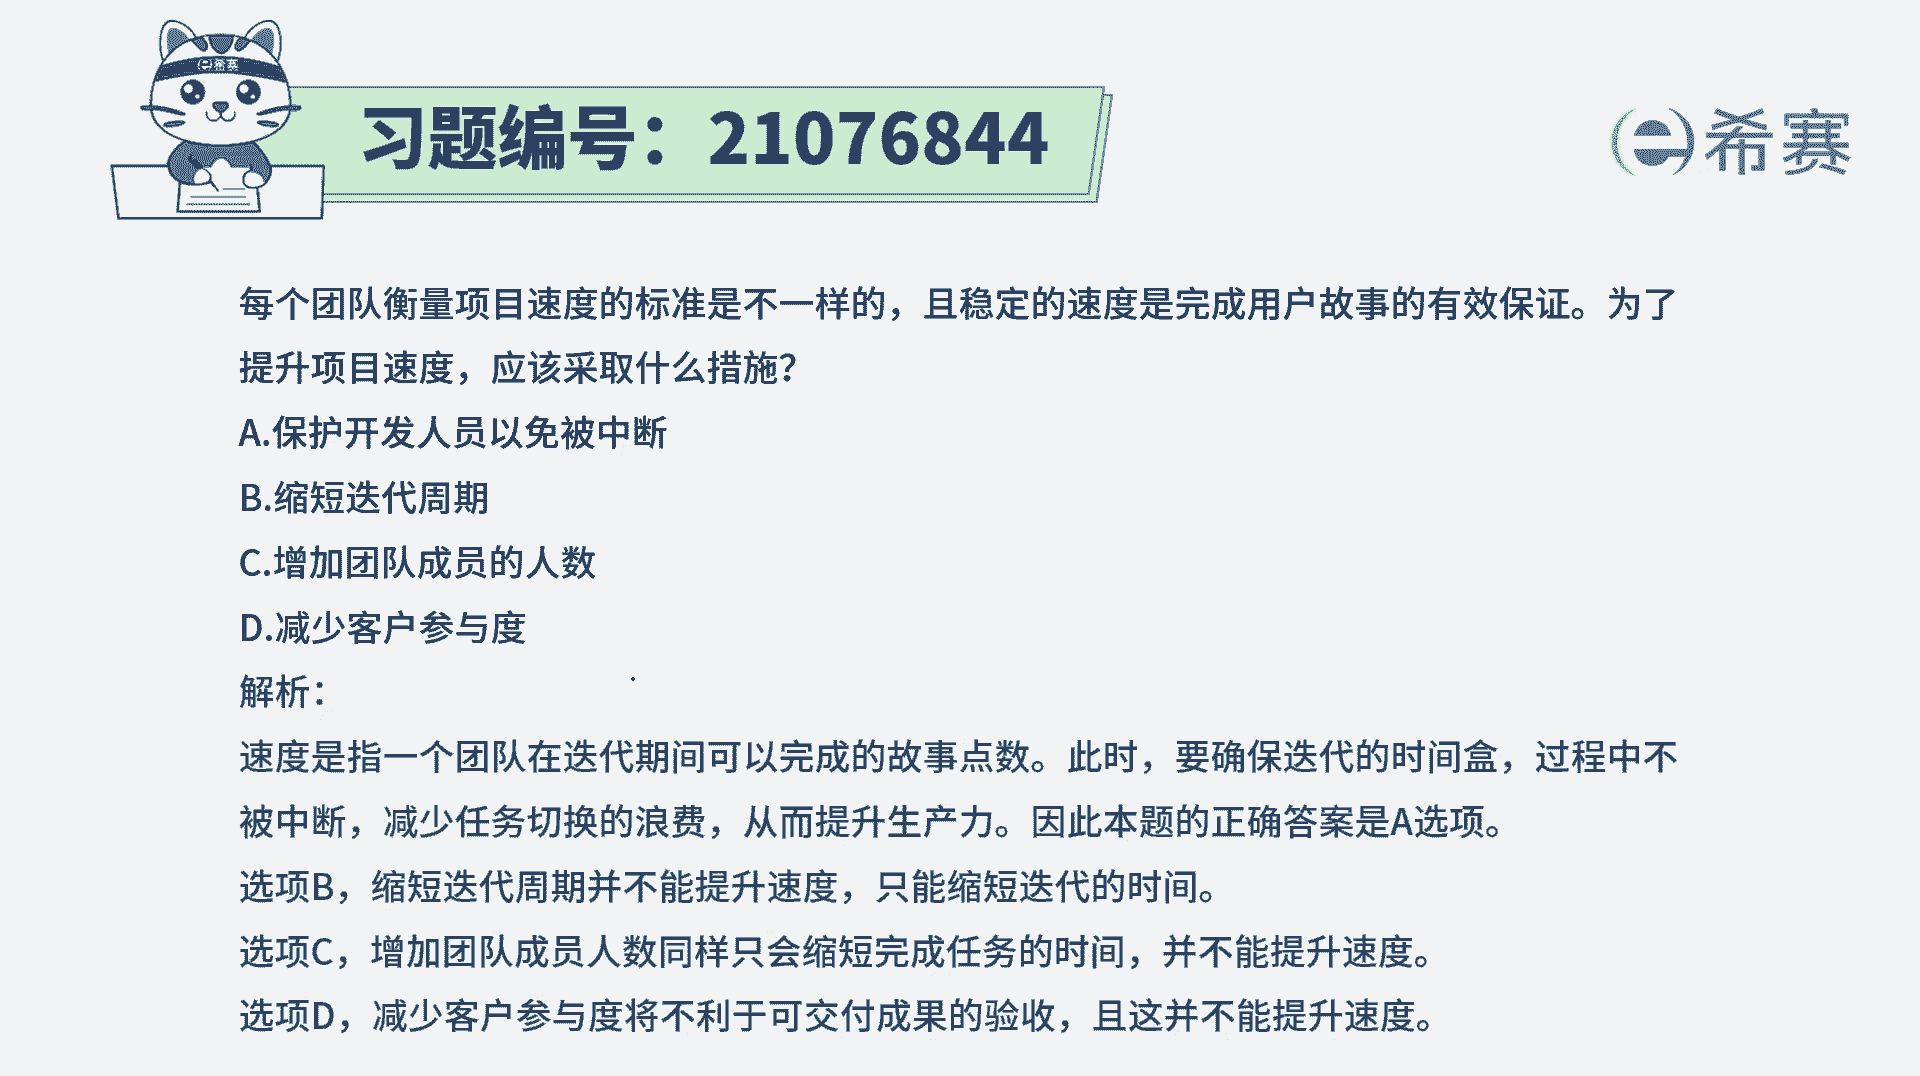 e希赛
习题编号：21076844
e希赛
每个团队衡量项目速度的标准是不一样的，且稳定的速度是完成用户故事的有效保证。为了
提升项目速度，应该采取什么措施？
A.保护开发人员以免被中断
B.缩短迭代周期
C.增加团队成员的人数
D.减少客户参与度
解析：
速度是指一个团队在迭代期间可以完成的故事点数。此时，要确保迭代的时间盒，过程中不
被中断，减少任务切换的浪费，从而提升生产力。因此本题的正确答案是A选项。
选项B，缩短迭代周期并不能提升速度，只能缩短迭代的时间。
选项C，增加团队成员人数同样只会缩短完成任务的时间，并不能提升速度。
选项D，减少客户参与度将不利于可交付成果的验收，且这并不能提升速度。